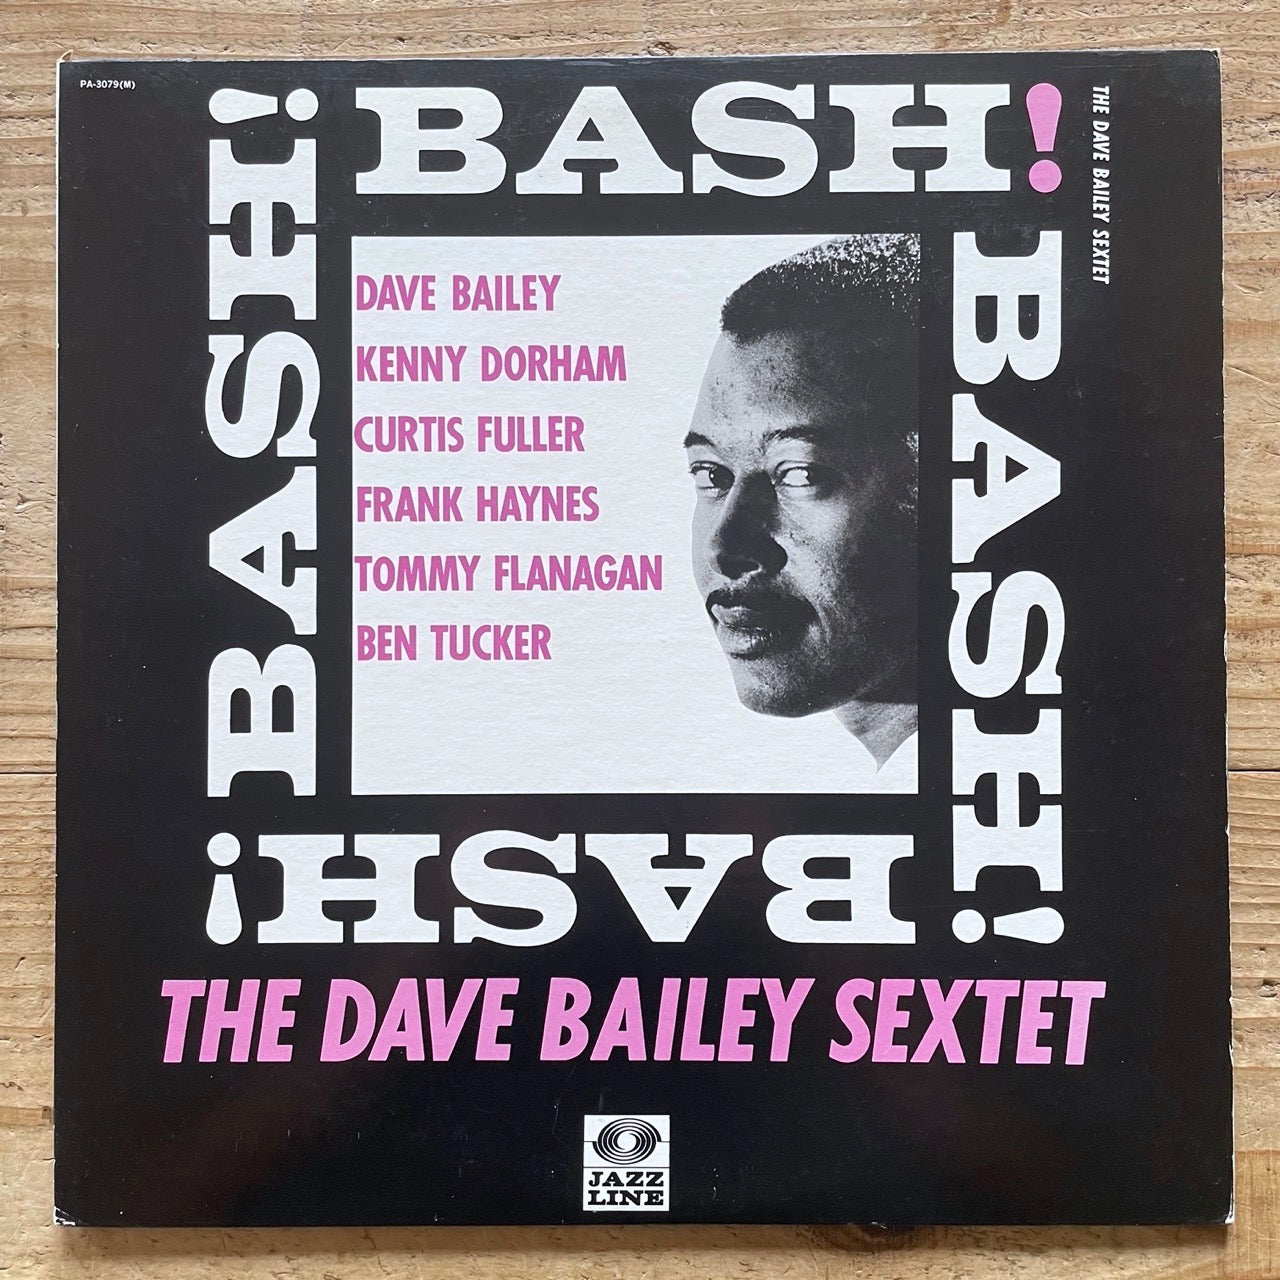 PA-3079(M)
BASH!
BASH!
BASH!
BASH!
THE DAVE BAILEY SEXTET
DAVE BAILEY
KENNY DORHAM
CURTIS FULLER
FRANK HAYNES
TOMMY FLANAGAN
BEN TUCKER
THE DAVE BAILEY SEXTET
JAZZ
LINE